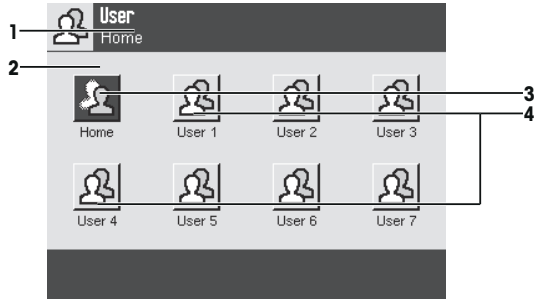 User
1
Home
2
3
4
Home
User 1
User 2
User 3
User 4
User 5
User 6
User 7